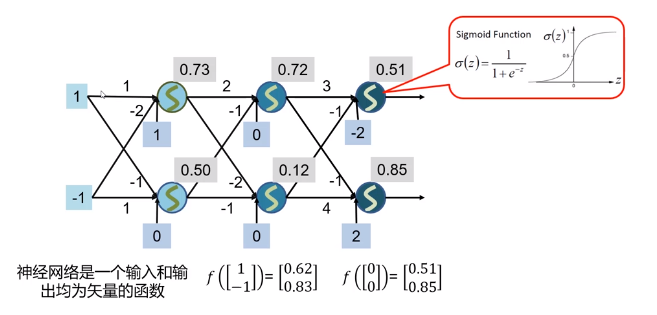 Sigmoid Function σ(z)
σ(z) = 1 / (1 + e^{-z})
1
0.5
0
z
0.73
0.72
0.51
1 1 2 3
-2 -1 -1
1 0 -2
0.50
0.12
0.85
-1 -2 -1
-1 1 -1 4
0 0 2
神经网络是一个输入和输
出均为矢量的函数
f([1 -1]) = [0.62 0.83] f([0 0]) = [0.51 0.85]